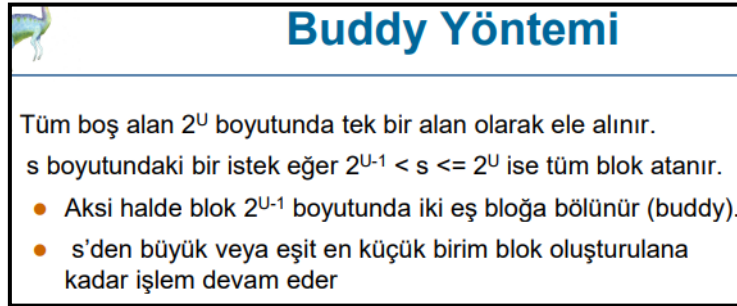 Buddy Yöntemi
Tüm boş alan 2ᵁ boyutunda tek bir alan olarak ele alınır.
s boyutundaki bir istek eğer 2ᵁ⁻¹ < s <= 2ᵁ ise tüm blok atanır.
● Aksi halde blok 2ᵁ⁻¹ boyutunda iki eş bloğa bölünür (buddy).
● s'den büyük veya eşit en küçük birim blok oluşturulana
kadar işlem devam eder